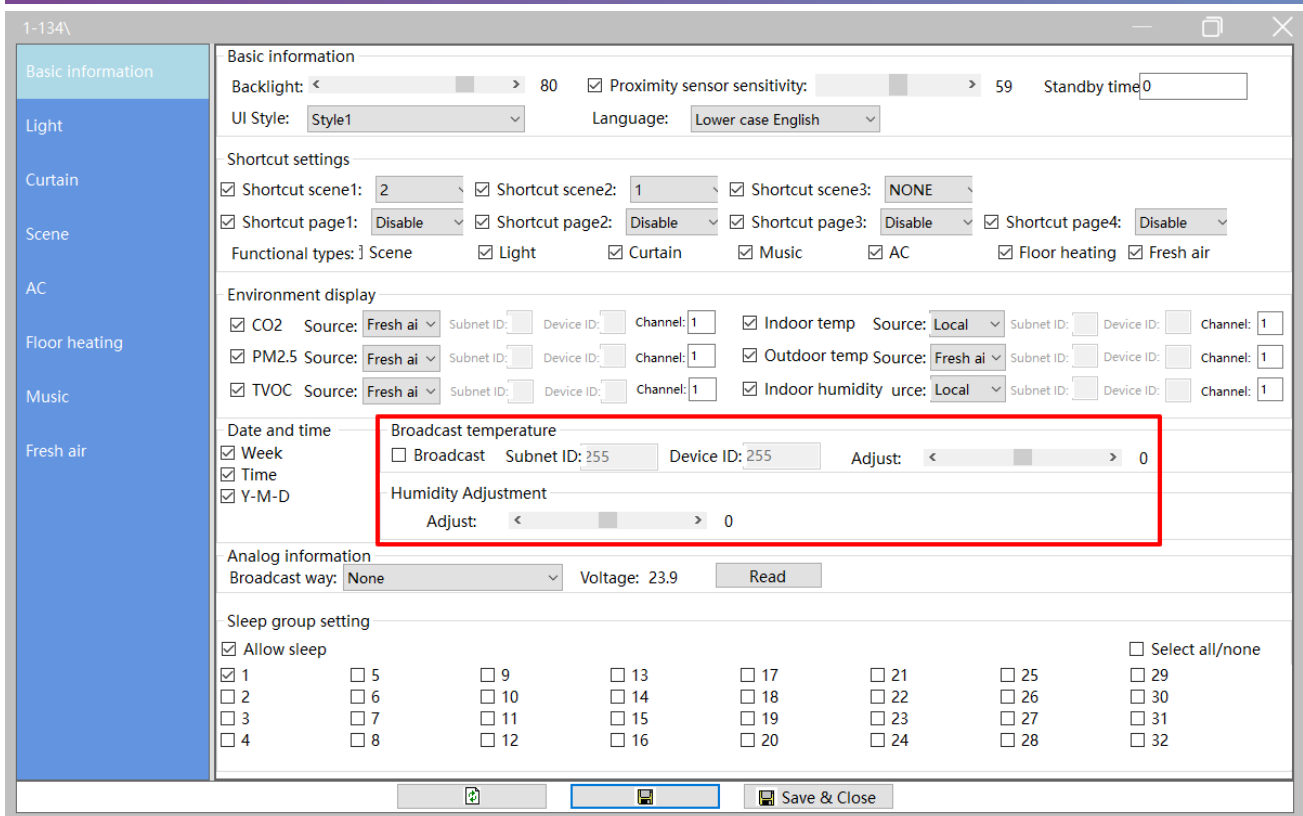 1-134\
Basic information
Light
Curtain
Scene
AC
Floor heating
Music
Fresh air
Basic information
Backlight: 80 Proximity sensor sensitivity: 59 Standby time 0
UI Style: Style1 Language: Lower case English
Shortcut settings
Shortcut scene1: 2 Shortcut scene2: 1 Shortcut scene3: NONE
Shortcut page1: Disable Shortcut page2: Disable Shortcut page3: Disable Shortcut page4: Disable
Functional types: Scene Light Curtain Music AC Floor heating Fresh air
Environment display
CO2 Source: Fresh ai Subnet ID: Device ID: Channel: 1 Indoor temp Source: Local Subnet ID: Device ID: Channel: 1
PM2.5 Source: Fresh ai Subnet ID: Device ID: Channel: 1 Outdoor temp Source: Fresh ai Subnet ID: Device ID: Channel: 1
TVOC Source: Fresh ai Subnet ID: Device ID: Channel: 1 Indoor humidity urce: Local Subnet ID: Device ID: Channel: 1
Date and time
Week
Time
Y-M-D
Broadcast temperature
Broadcast Subnet ID: 255 Device ID: 255 Adjust: 0
Humidity Adjustment
Adjust: 0
Analog information
Broadcast way: None Voltage: 23.9 Read
Sleep group setting
Allow sleep Select all/none
1 5 9 13 17 21 25 29
2 6 10 14 18 22 26 30
3 7 11 15 19 23 27 31
4 8 12 16 20 24 28 32
Save & Close